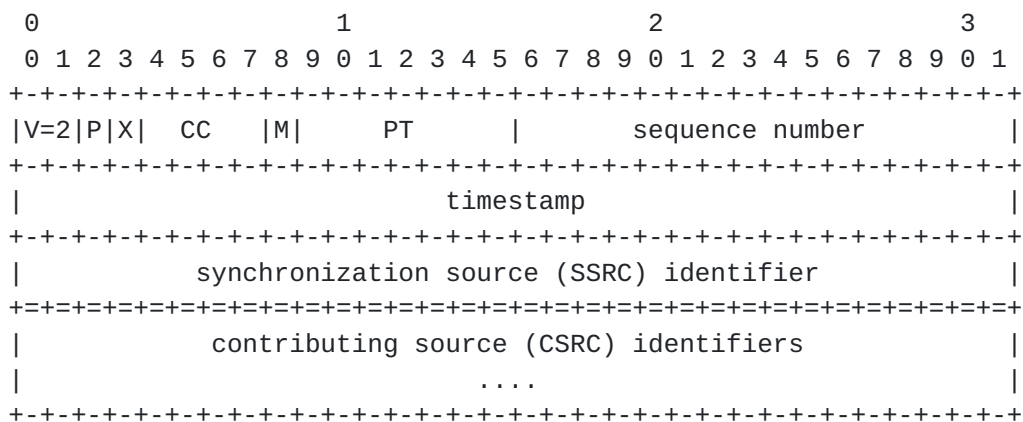 0                   1                   2                   3
 0 1 2 3 4 5 6 7 8 9 0 1 2 3 4 5 6 7 8 9 0 1 2 3 4 5 6 7 8 9 0 1
+-+-+-+-+-+-+-+-+-+-+-+-+-+-+-+-+-+-+-+-+-+-+-+-+-+-+-+-+-+-+-+-+
|V=2|P|X|  CC   |M|     PT      |       sequence number         |
+-+-+-+-+-+-+-+-+-+-+-+-+-+-+-+-+-+-+-+-+-+-+-+-+-+-+-+-+-+-+-+-+
|                           timestamp                           |
+-+-+-+-+-+-+-+-+-+-+-+-+-+-+-+-+-+-+-+-+-+-+-+-+-+-+-+-+-+-+-+-+
|           synchronization source (SSRC) identifier            |
+=+=+=+=+=+=+=+=+=+=+=+=+=+=+=+=+=+=+=+=+=+=+=+=+=+=+=+=+=+=+=+=+
|            contributing source (CSRC) identifiers             |
|                             ....                              |
+-+-+-+-+-+-+-+-+-+-+-+-+-+-+-+-+-+-+-+-+-+-+-+-+-+-+-+-+-+-+-+-+